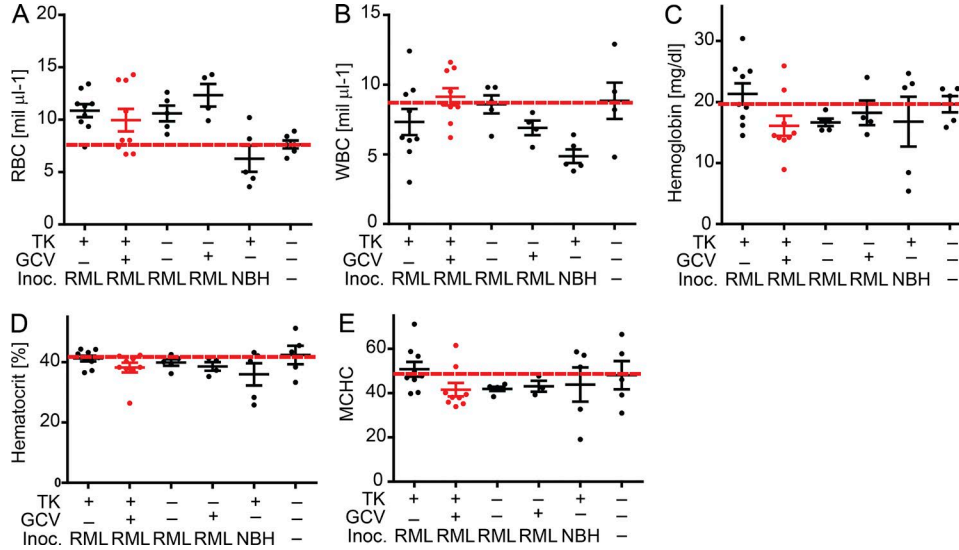 A
RBC [mil μl-1]
20
15
10
5
0
TK + + – – + –
GCV – + – + – –
Inoc. RML RML RML RML NBH –
B
WBC [mil μl-1]
15
10
5
0
TK + + – – + –
GCV – + – + – –
Inoc. RML RML RML RML NBH –
C
Hemoglobin [mg/dl]
30
20
10
0
TK + + – – + –
GCV – + – + – –
Inoc. RML RML RML RML NBH –
D
Hematocrit [%]
60
40
20
0
TK + + – – + –
GCV – + – + – –
Inoc. RML RML RML RML NBH –
E
MCHC
60
40
20
0
TK + + – – + –
GCV – + – + – –
Inoc. RML RML RML RML NBH –